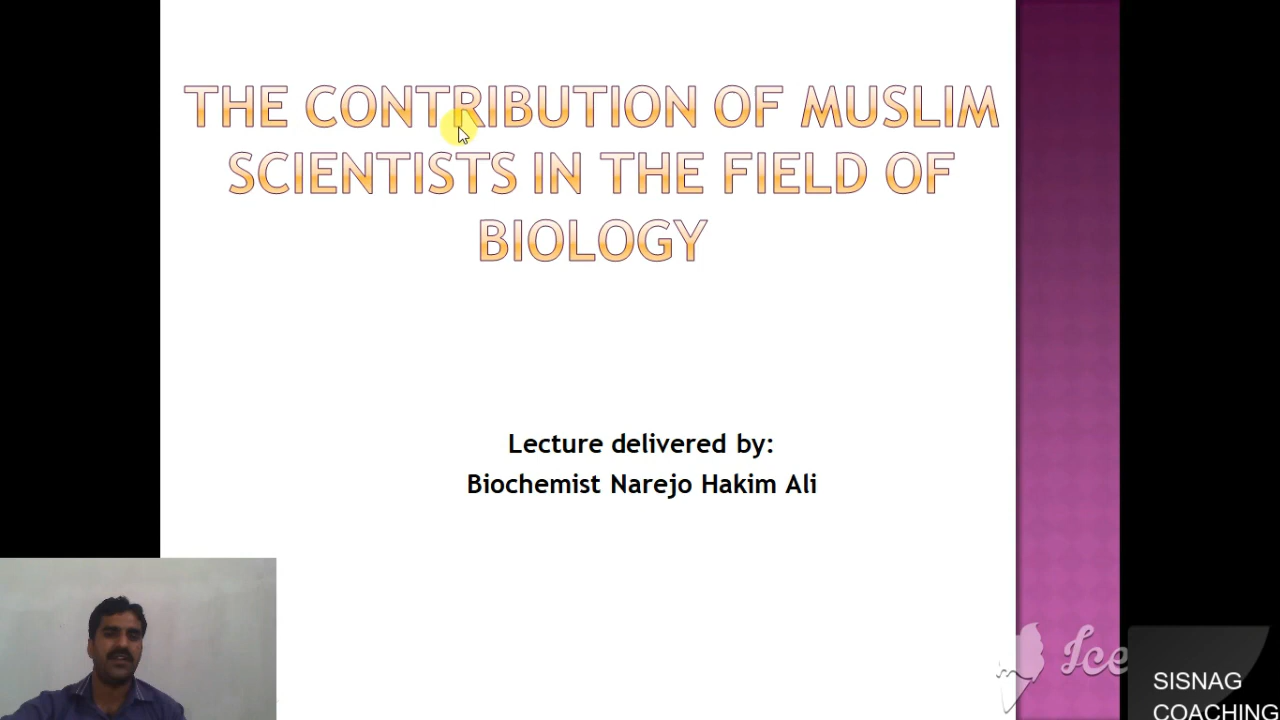 THE CONTRIBUTION OF MUSLIM
SCIENTISTS IN THE FIELD OF
BIOLOGY
Lecture delivered by:
Biochemist Narejo Hakim Ali
Ice
SISNAG
COACHING